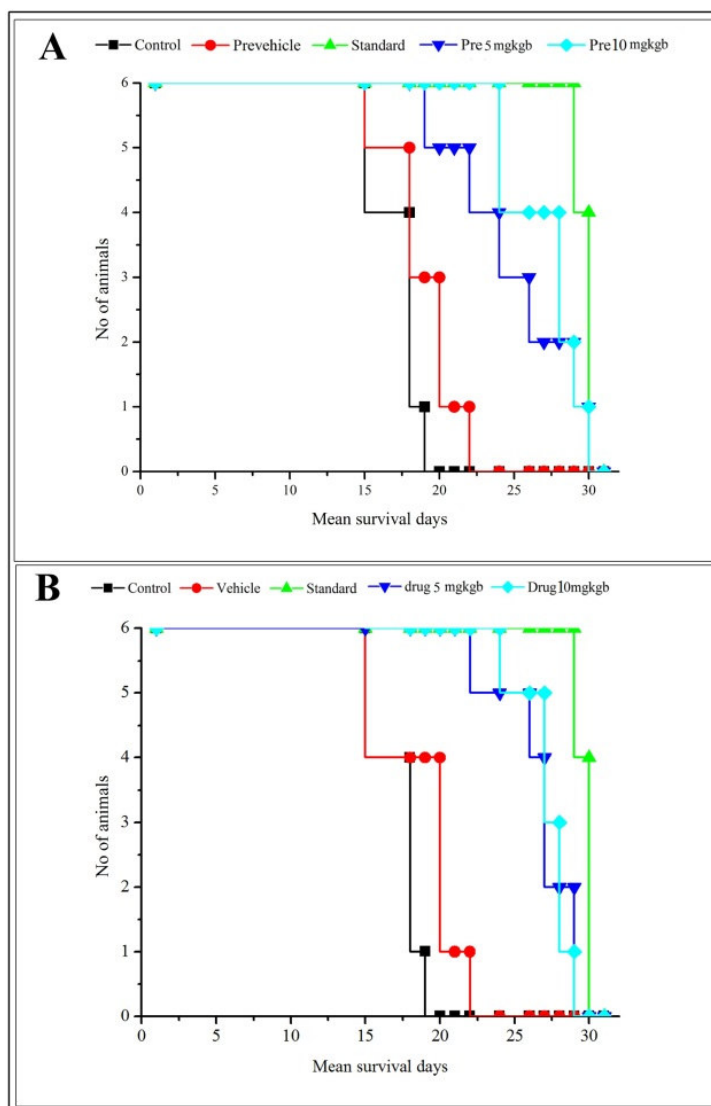 A
Control Prevehicle Standard Pre 5 mgkgb Pre10 mgkgb
6
5
4
3
2
1
0
No of animals
0 5 10 15 20 25 30
Mean survival days
B
Control Vehicle Standard drug 5 mgkgb Drug10mgkgb
6
5
4
3
2
1
0
No of animals
0 5 10 15 20 25 30
Mean survival days